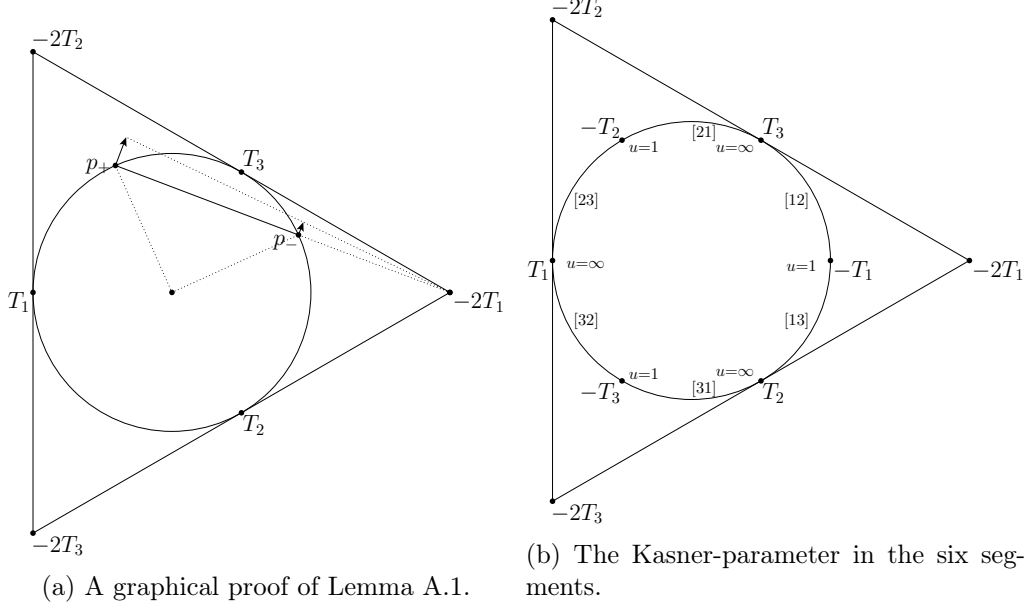 −2T₂
p₊
T₃
p₋
T₁
−2T₁
T₂
−2T₃
(a) A graphical proof of Lemma A.1.
−2T₂
−T₂
[21]
T₃
u=1
u=∞
[23]
[12]
T₁
u=∞
u=1
−T₁
−2T₁
[32]
[13]
u=1
u=∞
−T₃
[31]
T₂
−2T₃
(b) The Kasner-parameter in the six seg-
ments.